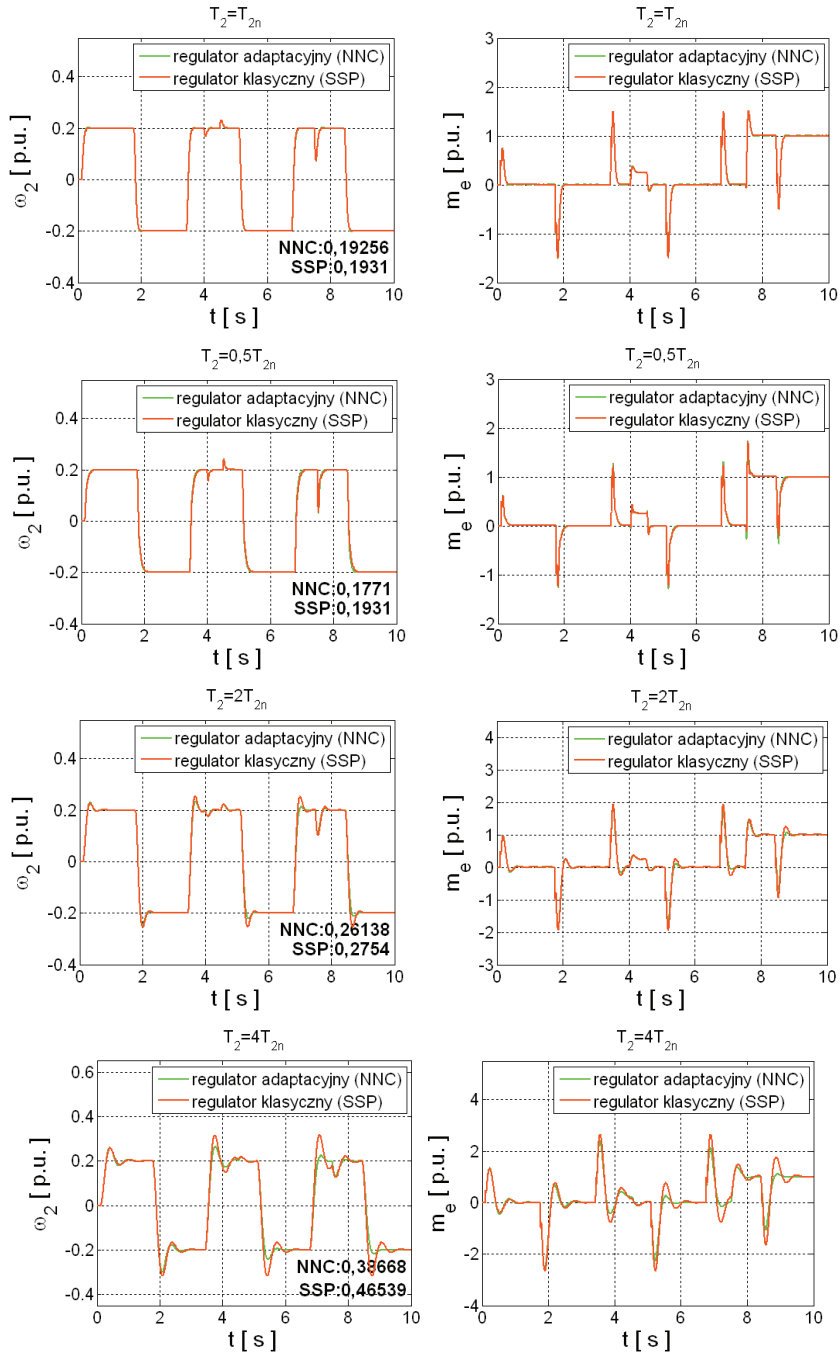 T2=T2n
regulator adaptacyjny (NNC)
regulator klasyczny (SSP)
ω2 [ p.u. ]
0.4
0.2
0
-0.2
-0.4
NNC:0,19256
SSP:0,1931
0 2 4 6 8 10
t [ s ]
T2=T2n
regulator adaptacyjny (NNC)
regulator klasyczny (SSP)
me [ p.u. ]
3
2
1
0
-1
-2
0 2 4 6 8 10
t [ s ]
T2=0,5T2n
regulator adaptacyjny (NNC)
regulator klasyczny (SSP)
ω2 [ p.u. ]
0.4
0.2
0
-0.2
-0.4
NNC:0,1771
SSP:0,1931
0 2 4 6 8 10
t [ s ]
T2=0,5T2n
regulator adaptacyjny (NNC)
regulator klasyczny (SSP)
me [ p.u. ]
3
2
1
0
-1
-2
0 2 4 6 8 10
t [ s ]
T2=2T2n
regulator adaptacyjny (NNC)
regulator klasyczny (SSP)
ω2 [ p.u. ]
0.4
0.2
0
-0.2
-0.4
NNC:0,26138
SSP:0,2754
0 2 4 6 8 10
t [ s ]
T2=2T2n
regulator adaptacyjny (NNC)
regulator klasyczny (SSP)
me [ p.u. ]
4
3
2
1
0
-1
-2
-3
0 2 4 6 8 10
t [ s ]
T2=4T2n
regulator adaptacyjny (NNC)
regulator klasyczny (SSP)
ω2 [ p.u. ]
0.6
0.4
0.2
0
-0.2
-0.4
NNC:0,38668
SSP:0,46539
0 2 4 6 8 10
t [ s ]
T2=4T2n
regulator adaptacyjny (NNC)
regulator klasyczny (SSP)
me [ p.u. ]
4
2
0
-2
-4
0 2 4 6 8 10
t [ s ]